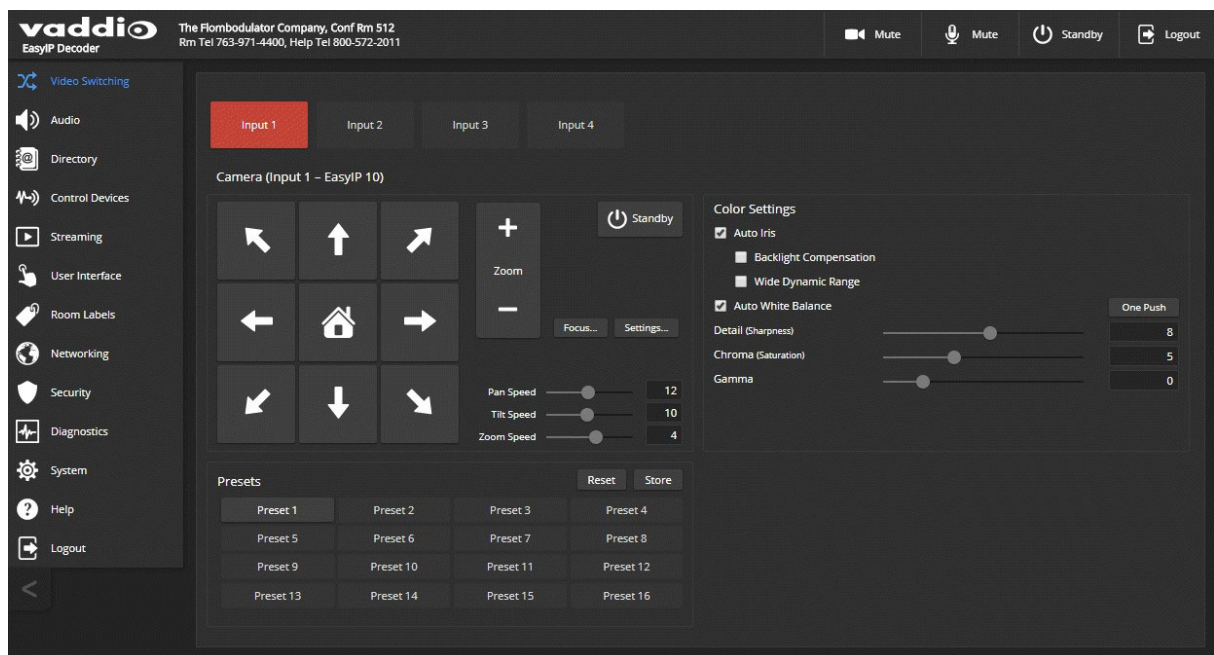 vaddio
EasyIP Decoder
The Flombodulator Company, Conf Rm 512
Rm Tel 763-971-4400, Help Tel 800-572-2011
Mute
Mute
Standby
Logout
Video Switching
Audio
Directory
Control Devices
Streaming
User Interface
Room Labels
Networking
Security
Diagnostics
System
Help
Logout
<
Input 1
Input 2
Input 3
Input 4
Camera (Input 1 – EasyIP 10)
+
Zoom
−
Standby
Focus...
Settings...
Pan Speed 12
Tilt Speed 10
Zoom Speed 4
Color Settings
Auto Iris
Backlight Compensation
Wide Dynamic Range
Auto White Balance
One Push
Detail (Sharpness) 8
Chroma (Saturation) 5
Gamma 0
Presets
Reset
Store
Preset 1 Preset 2 Preset 3 Preset 4
Preset 5 Preset 6 Preset 7 Preset 8
Preset 9 Preset 10 Preset 11 Preset 12
Preset 13 Preset 14 Preset 15 Preset 16